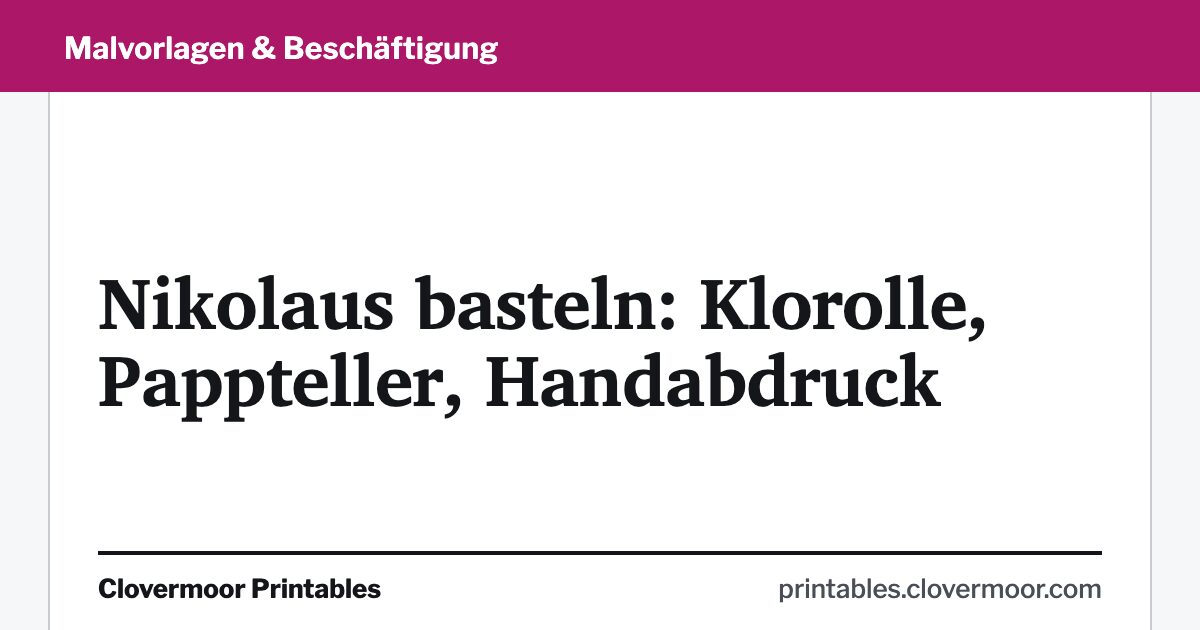 Malvorlagen & Beschäftigung
Nikolaus basteln: Klorolle,
Pappteller, Handabdruck
Clovermoor Printables
printables.clovermoor.com